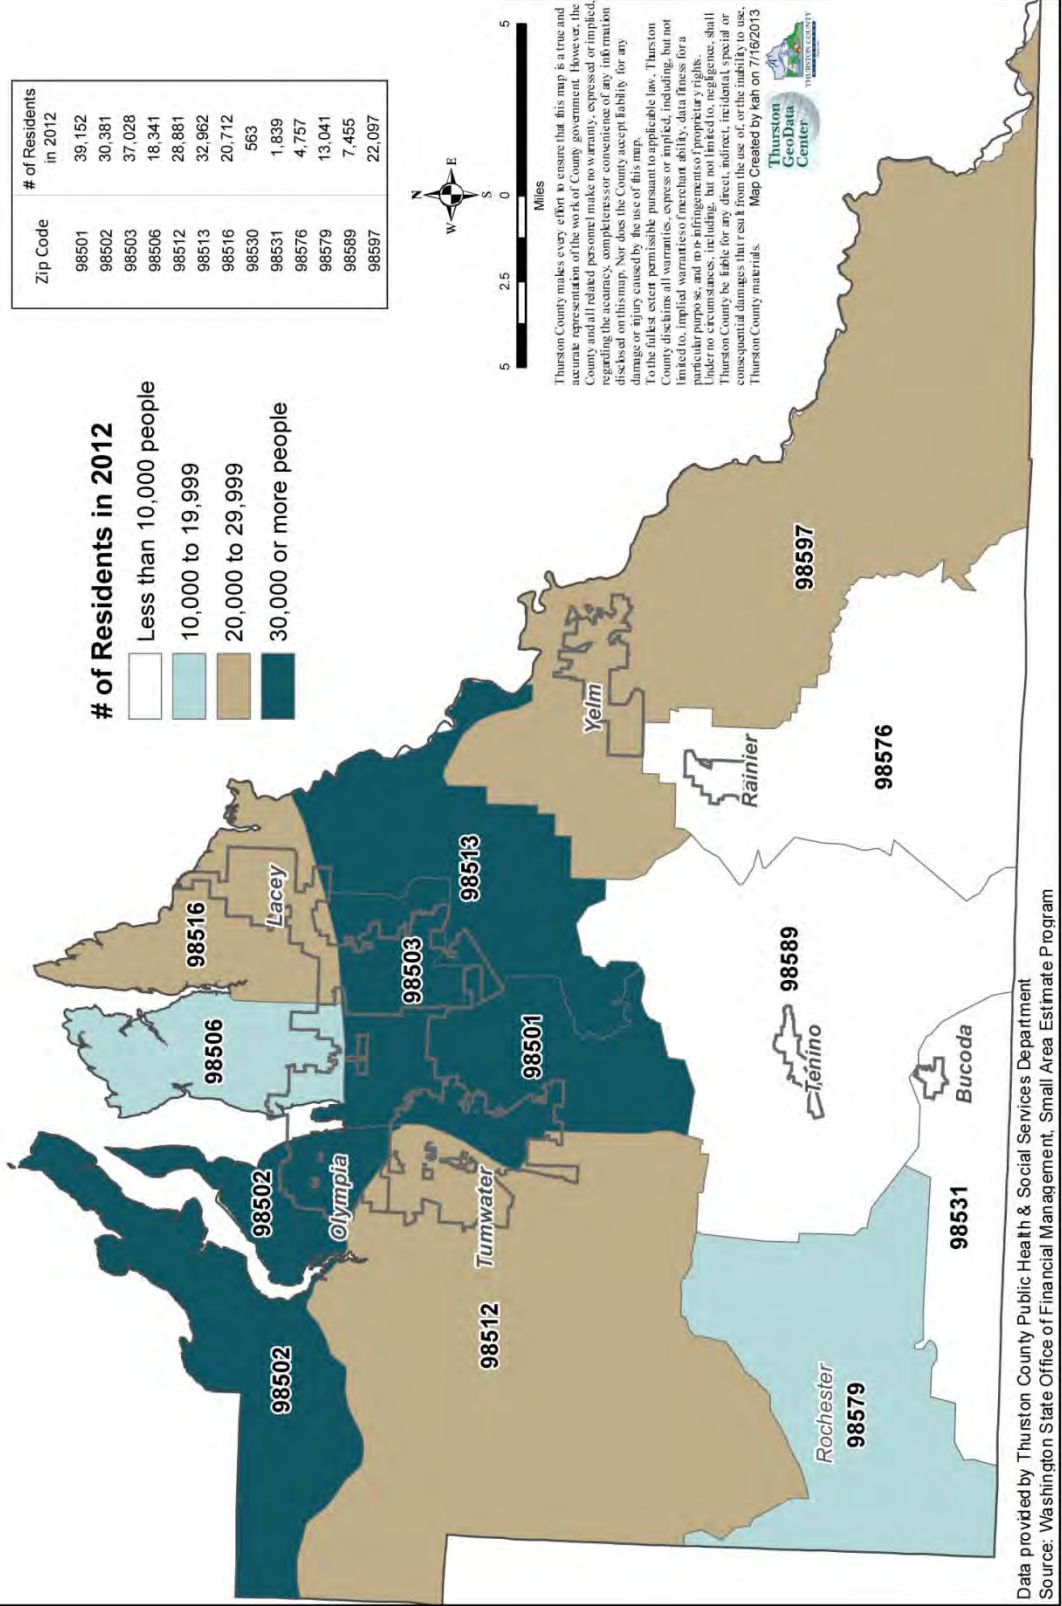 Zip Code # of Residents in 2012
98501 39,152
98502 30,381
98503 37,028
98506 18,341
98512 28,881
98513 32,962
98516 20,712
98530 563
98531 1,839
98576 4,757
98579 13,041
98589 7,455
98597 22,097
# of Residents in 2012
Less than 10,000 people
10,000 to 19,999
20,000 to 29,999
30,000 or more people
N
W E
S
5 2.5 0 5
Miles
Thurston County makes every effort to ensure that this map is a true and
accurate representation of the work of County government. However, the
County and all related personnel make no warranty, expressed or implied,
regarding the accuracy, completeness or convenience of any information
disclosed on this map. Nor does the County accept liability for any
damage or injury caused by the use of this map.
To the fullest extent permissible pursuant to applicable law, Thurston
County disclaims all warranties, express or implied, including, but not
limited to, implied warranties of merchantability, data fitness for a
particular purpose, and non-infringements of proprietary rights.
Under no circumstances, including, but not limited to, negligence, shall
Thurston County be liable for any direct, indirect, incidental, special or
consequential damages that result from the use of, or the inability to use,
Thurston County materials. Map Created by kah on 7/16/2013
Thurston
GeoData
Center
THURSTON COUNTY
98502
98502
98506
98516
Lacey
Olympia
98503
98513
Tumwater
98512
98501
Yelm
98597
Rainier
98576
98589
Tenino
Bucoda
Rochester
98579
98531
Data provided by Thurston County Public Health & Social Services Department
Source: Washington State Office of Financial Management, Small Area Estimate Program